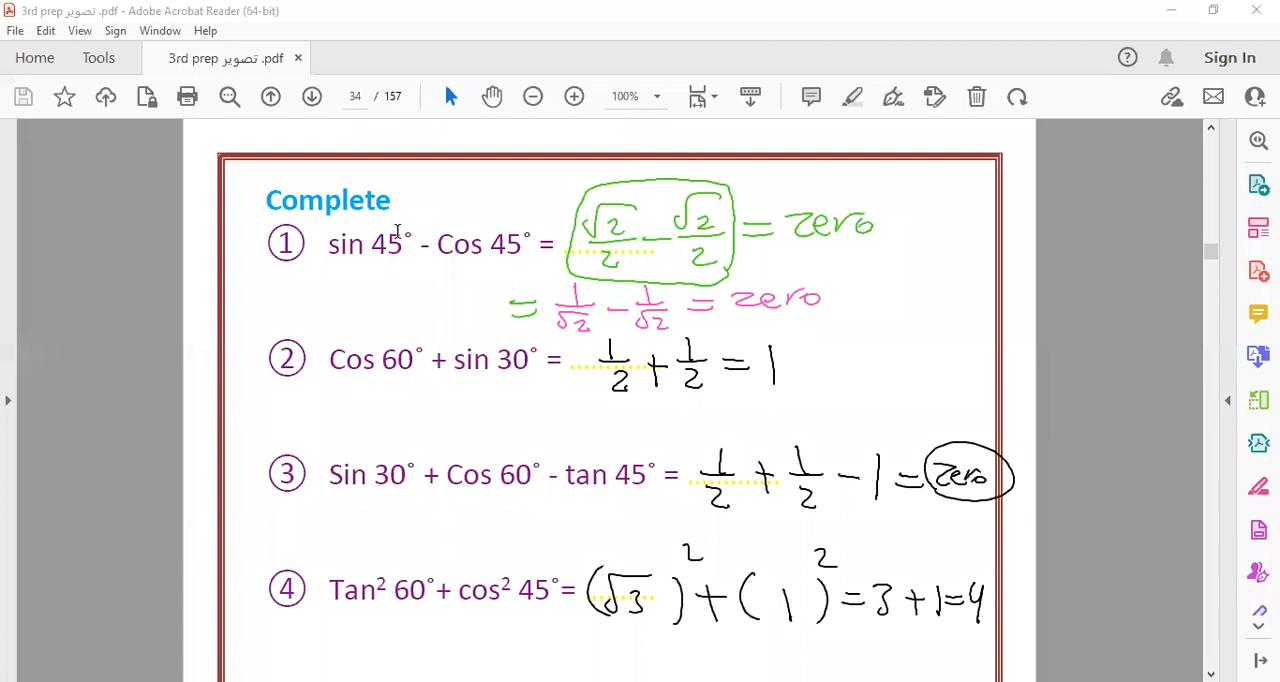 3rd prep تصوير .pdf - Adobe Acrobat Reader (64-bit)
File Edit View Sign Window Help
Home Tools 3rd prep تصوير .pdf × Sign In
34 / 157 100%
Complete
① sin 45° - Cos 45° = √2/2 − √2/2 = zero
= 1/√2 − 1/√2 = zero
② Cos 60° + sin 30° = 1/2 + 1/2 = 1
③ Sin 30° + Cos 60° - tan 45° = 1/2 + 1/2 − 1 = zero
④ Tan² 60° + cos² 45° = (√3)² + (1)² = 3 + 1 = 4